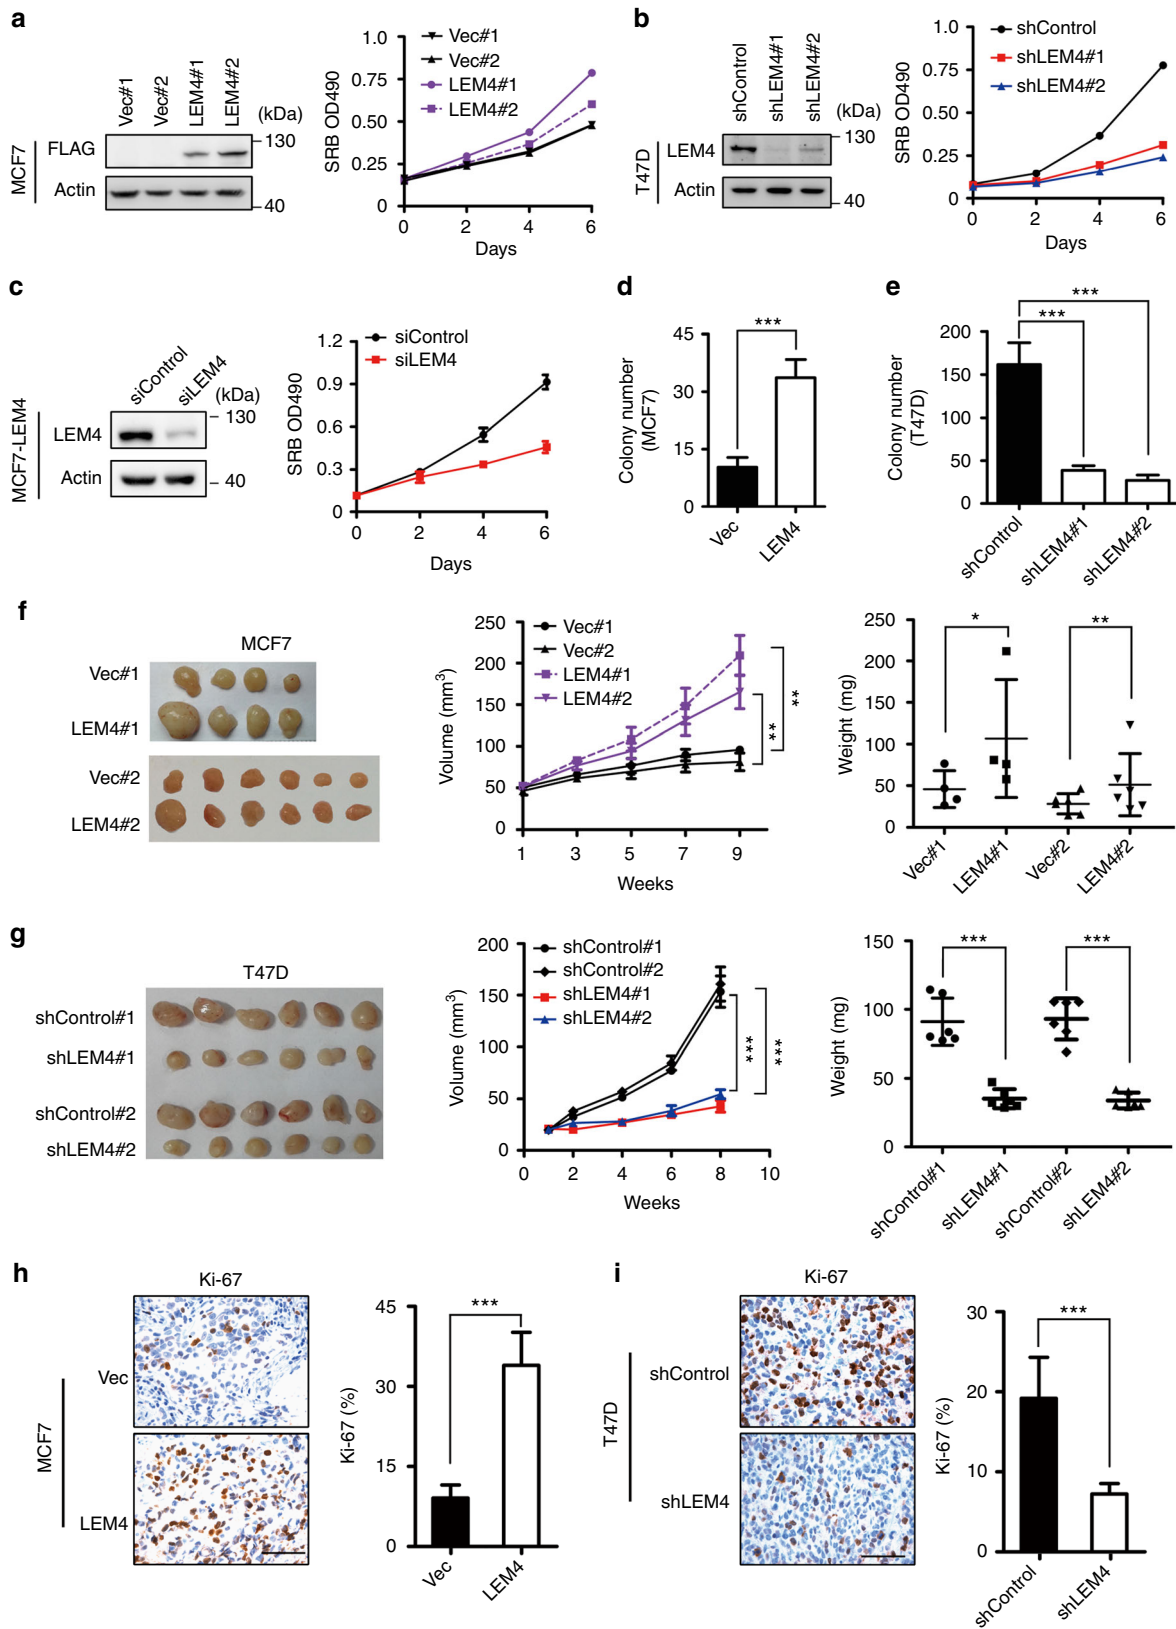 a
Vec#1
Vec#2
LEM4#1
LEM4#2
(kDa)
MCF7
FLAG
Actin
130
40
SRB OD490
1.0
0.75
0.50
0.25
0
Vec#1
Vec#2
LEM4#1
LEM4#2
0 2 4 6
Days
b
shControl
shLEM4#1
shLEM4#2
(kDa)
T47D
LEM4
Actin
130
40
SRB OD490
1.0
0.75
0.50
0.25
0
shControl
shLEM4#1
shLEM4#2
0 2 4 6
Days
c
siControl
siLEM4
(kDa)
MCF7-LEM4
LEM4
Actin
130
40
SRB OD490
1.2
0.9
0.6
0.3
0
siControl
siLEM4
0 2 4 6
Days
d
Colony number
(MCF7)
45
30
15
0
***
Vec
LEM4
e
Colony number
(T47D)
200
150
100
50
0
***
***
shControl
shLEM4#1
shLEM4#2
f
MCF7
Vec#1
LEM4#1
Vec#2
LEM4#2
Volume (mm3)
250
200
150
100
50
0
Vec#1
Vec#2
LEM4#1
LEM4#2
**
**
1 3 5 7 9
Weeks
Weight (mg)
250
200
150
100
50
0
*
**
Vec#1
LEM4#1
Vec#2
LEM4#2
g
T47D
shControl#1
shLEM4#1
shControl#2
shLEM4#2
Volume (mm3)
200
150
100
50
0
shControl#1
shControl#2
shLEM4#1
shLEM4#2
***
***
0 2 4 6 8 10
Weeks
Weight (mg)
150
100
50
0
***
***
shControl#1
shLEM4#1
shControl#2
shLEM4#2
h
Ki-67
MCF7
Vec
LEM4
Ki-67 (%)
45
30
15
0
***
Vec
LEM4
i
Ki-67
T47D
shControl
shLEM4
Ki-67 (%)
30
20
10
0
***
shControl
shLEM4